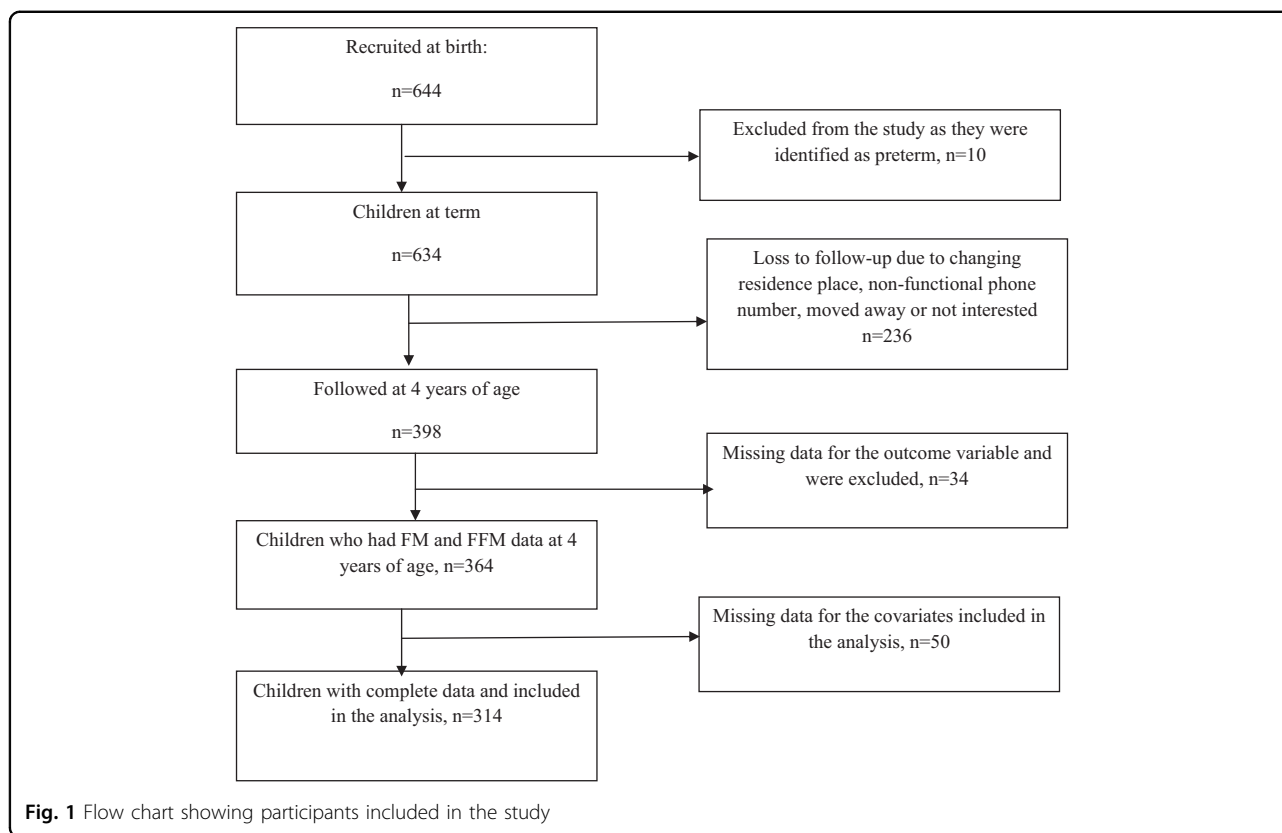 Recruited at birth:
n=644
Excluded from the study as they were
identified as preterm, n=10
Children at term
n=634
Loss to follow-up due to changing
residence place, non-functional phone
number, moved away or not interested
n=236
Followed at 4 years of age
n=398
Missing data for the outcome variable and
were excluded, n=34
Children who had FM and FFM data at 4
years of age, n=364
Missing data for the covariates included in
the analysis, n=50
Children with complete data and included
in the analysis, n=314
Fig. 1 Flow chart showing participants included in the study